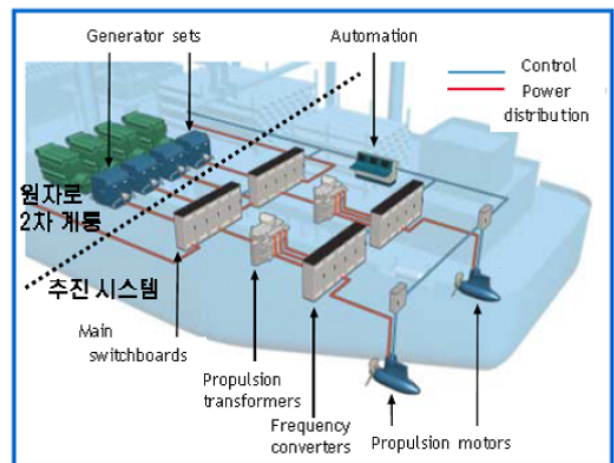 Generator sets
Automation
Control
Power
distribution
원자로
2차 계통
추진 시스템
Main
switchboards
Propulsion
transformers
Frequency
converters
Propulsion motors